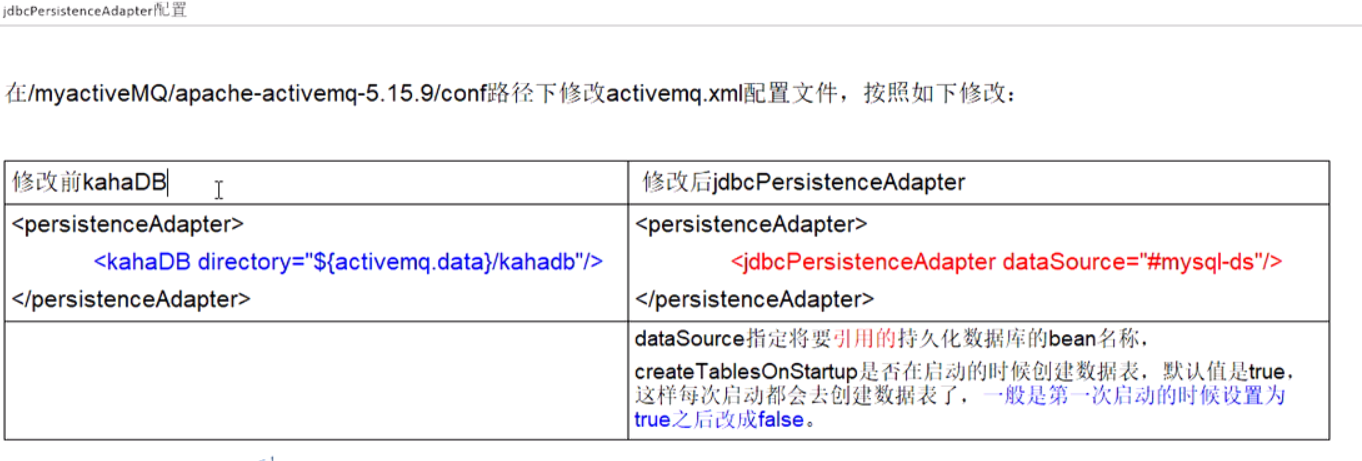 jdbcPersistenceAdapter配置
在/myactiveMQ/apache-activemq-5.15.9/conf路径下修改activemq.xml配置文件，按照如下修改：
修改前kahaDB
修改后jdbcPersistenceAdapter
<persistenceAdapter>
<kahaDB directory="${activemq.data}/kahadb"/>
</persistenceAdapter>
<persistenceAdapter>
<jdbcPersistenceAdapter dataSource="#mysql-ds"/>
</persistenceAdapter>
dataSource指定将要引用的持久化数据库的bean名称，
createTablesOnStartup是否在启动的时候创建数据表，默认值是true，
这样每次启动都会去创建数据表了，一般是第一次启动的时候设置为
true之后改成false。